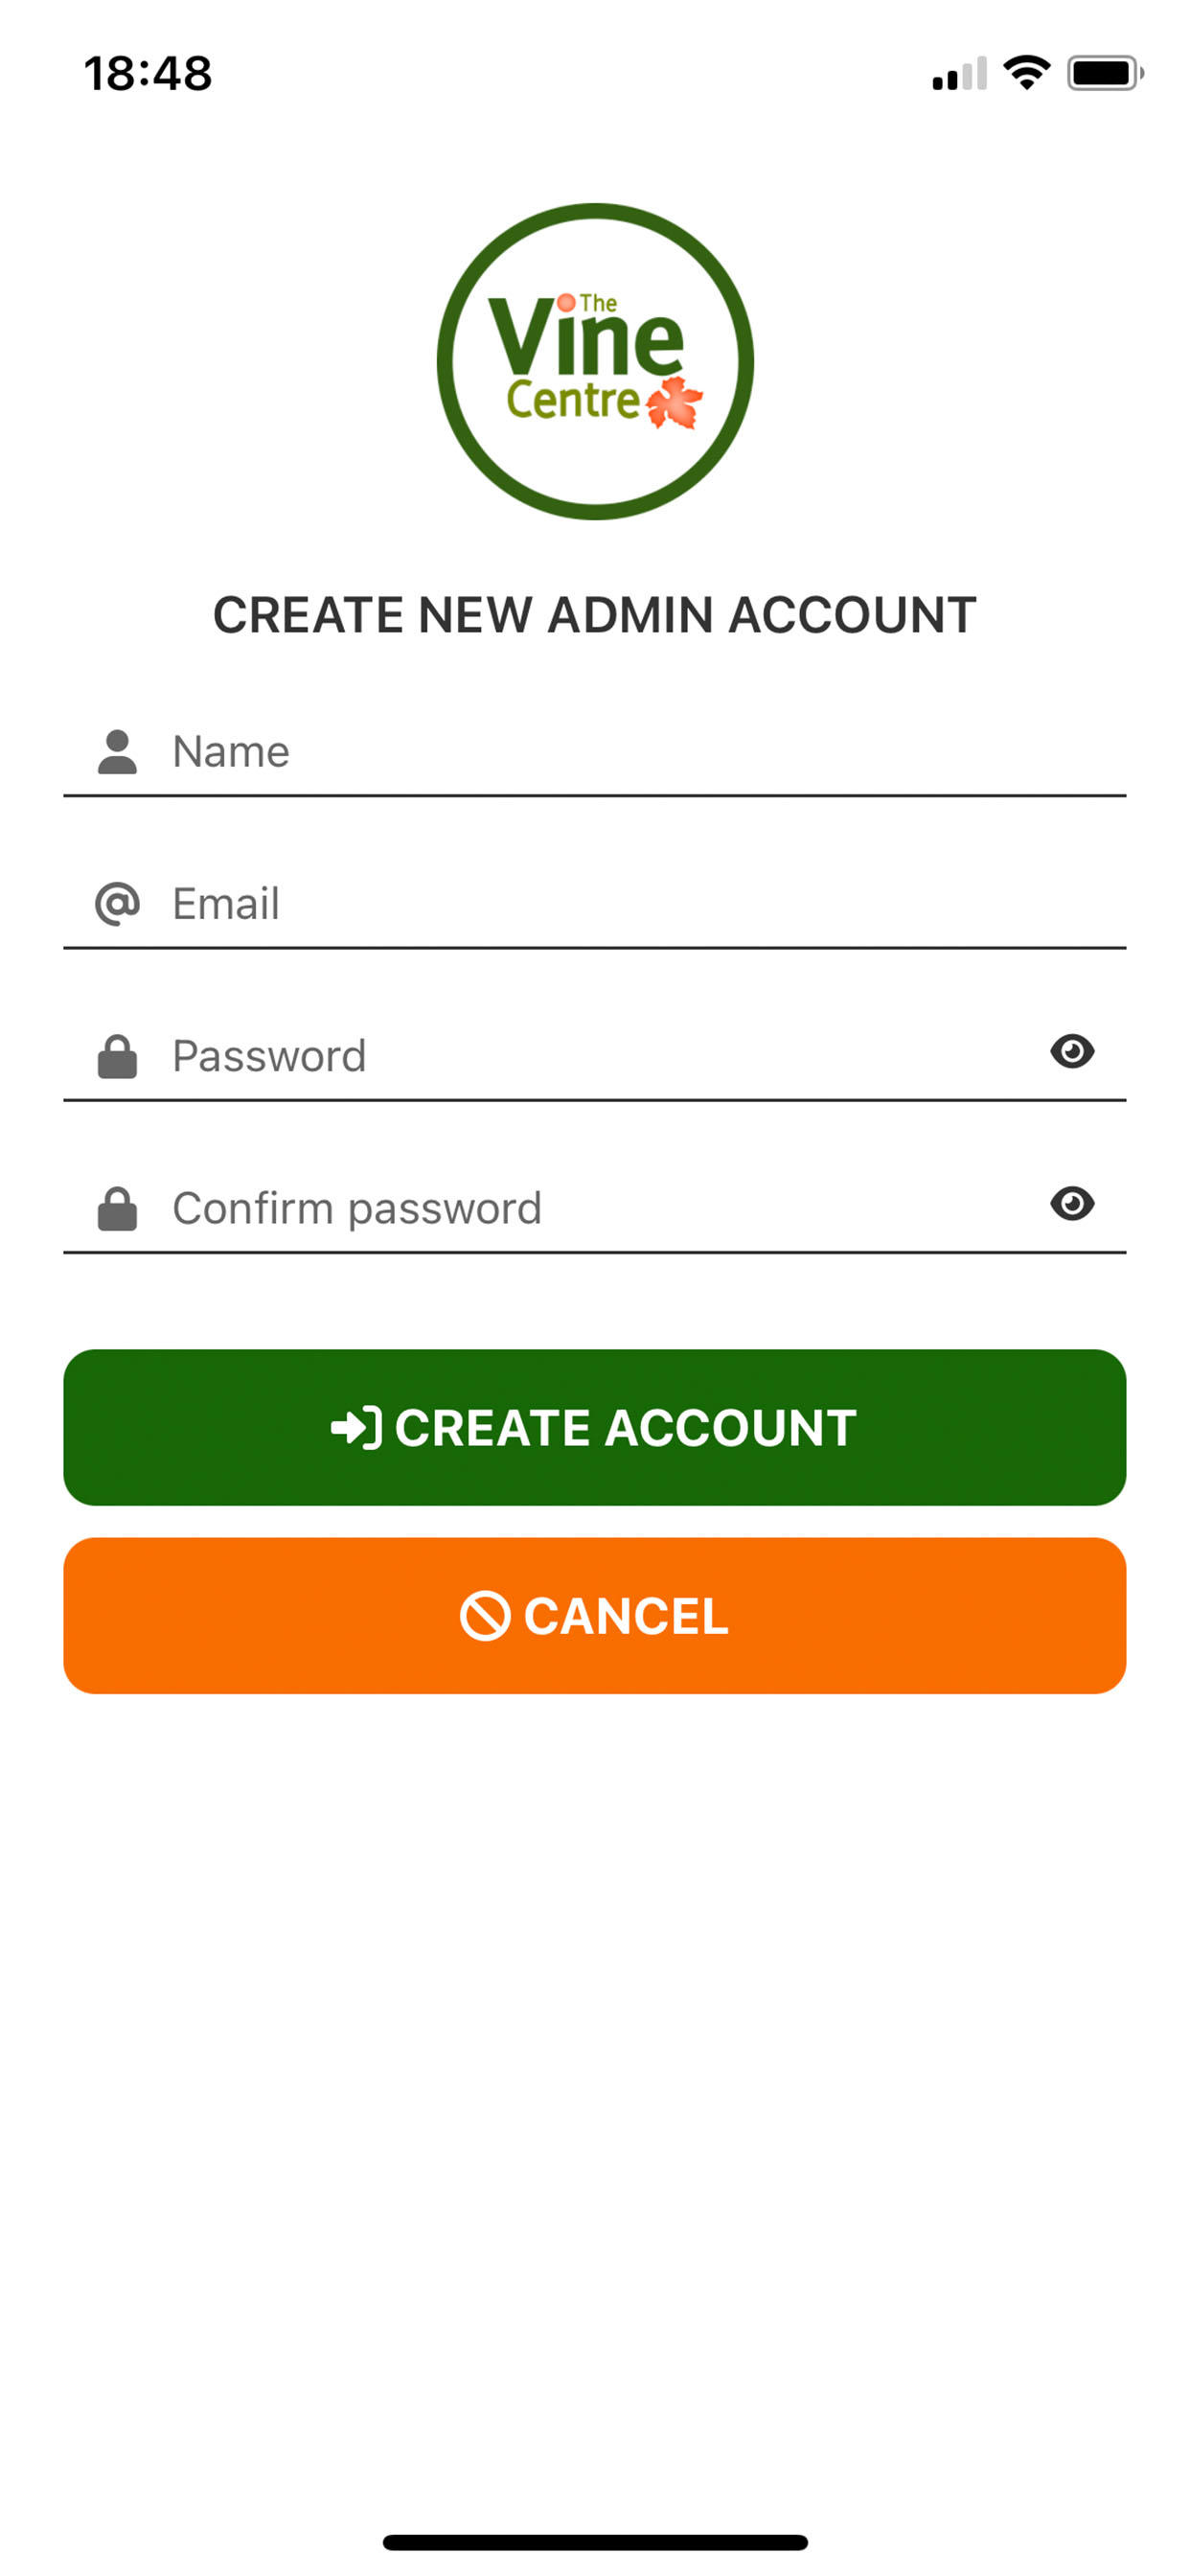 18:48
The
Vine
Centre
CREATE NEW ADMIN ACCOUNT
Name
Email
Password
Confirm password
CREATE ACCOUNT
CANCEL